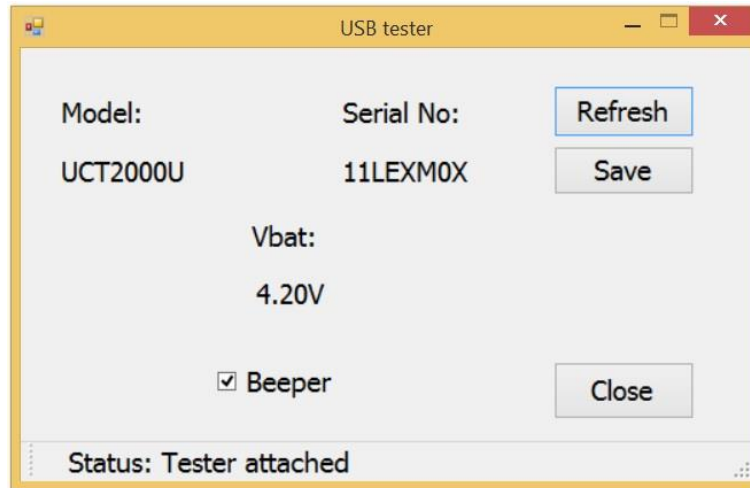 USB tester
Model: Serial No: Refresh
UCT2000U 11LEXM0X Save
Vbat:
4.20V
Beeper Close
Status: Tester attached